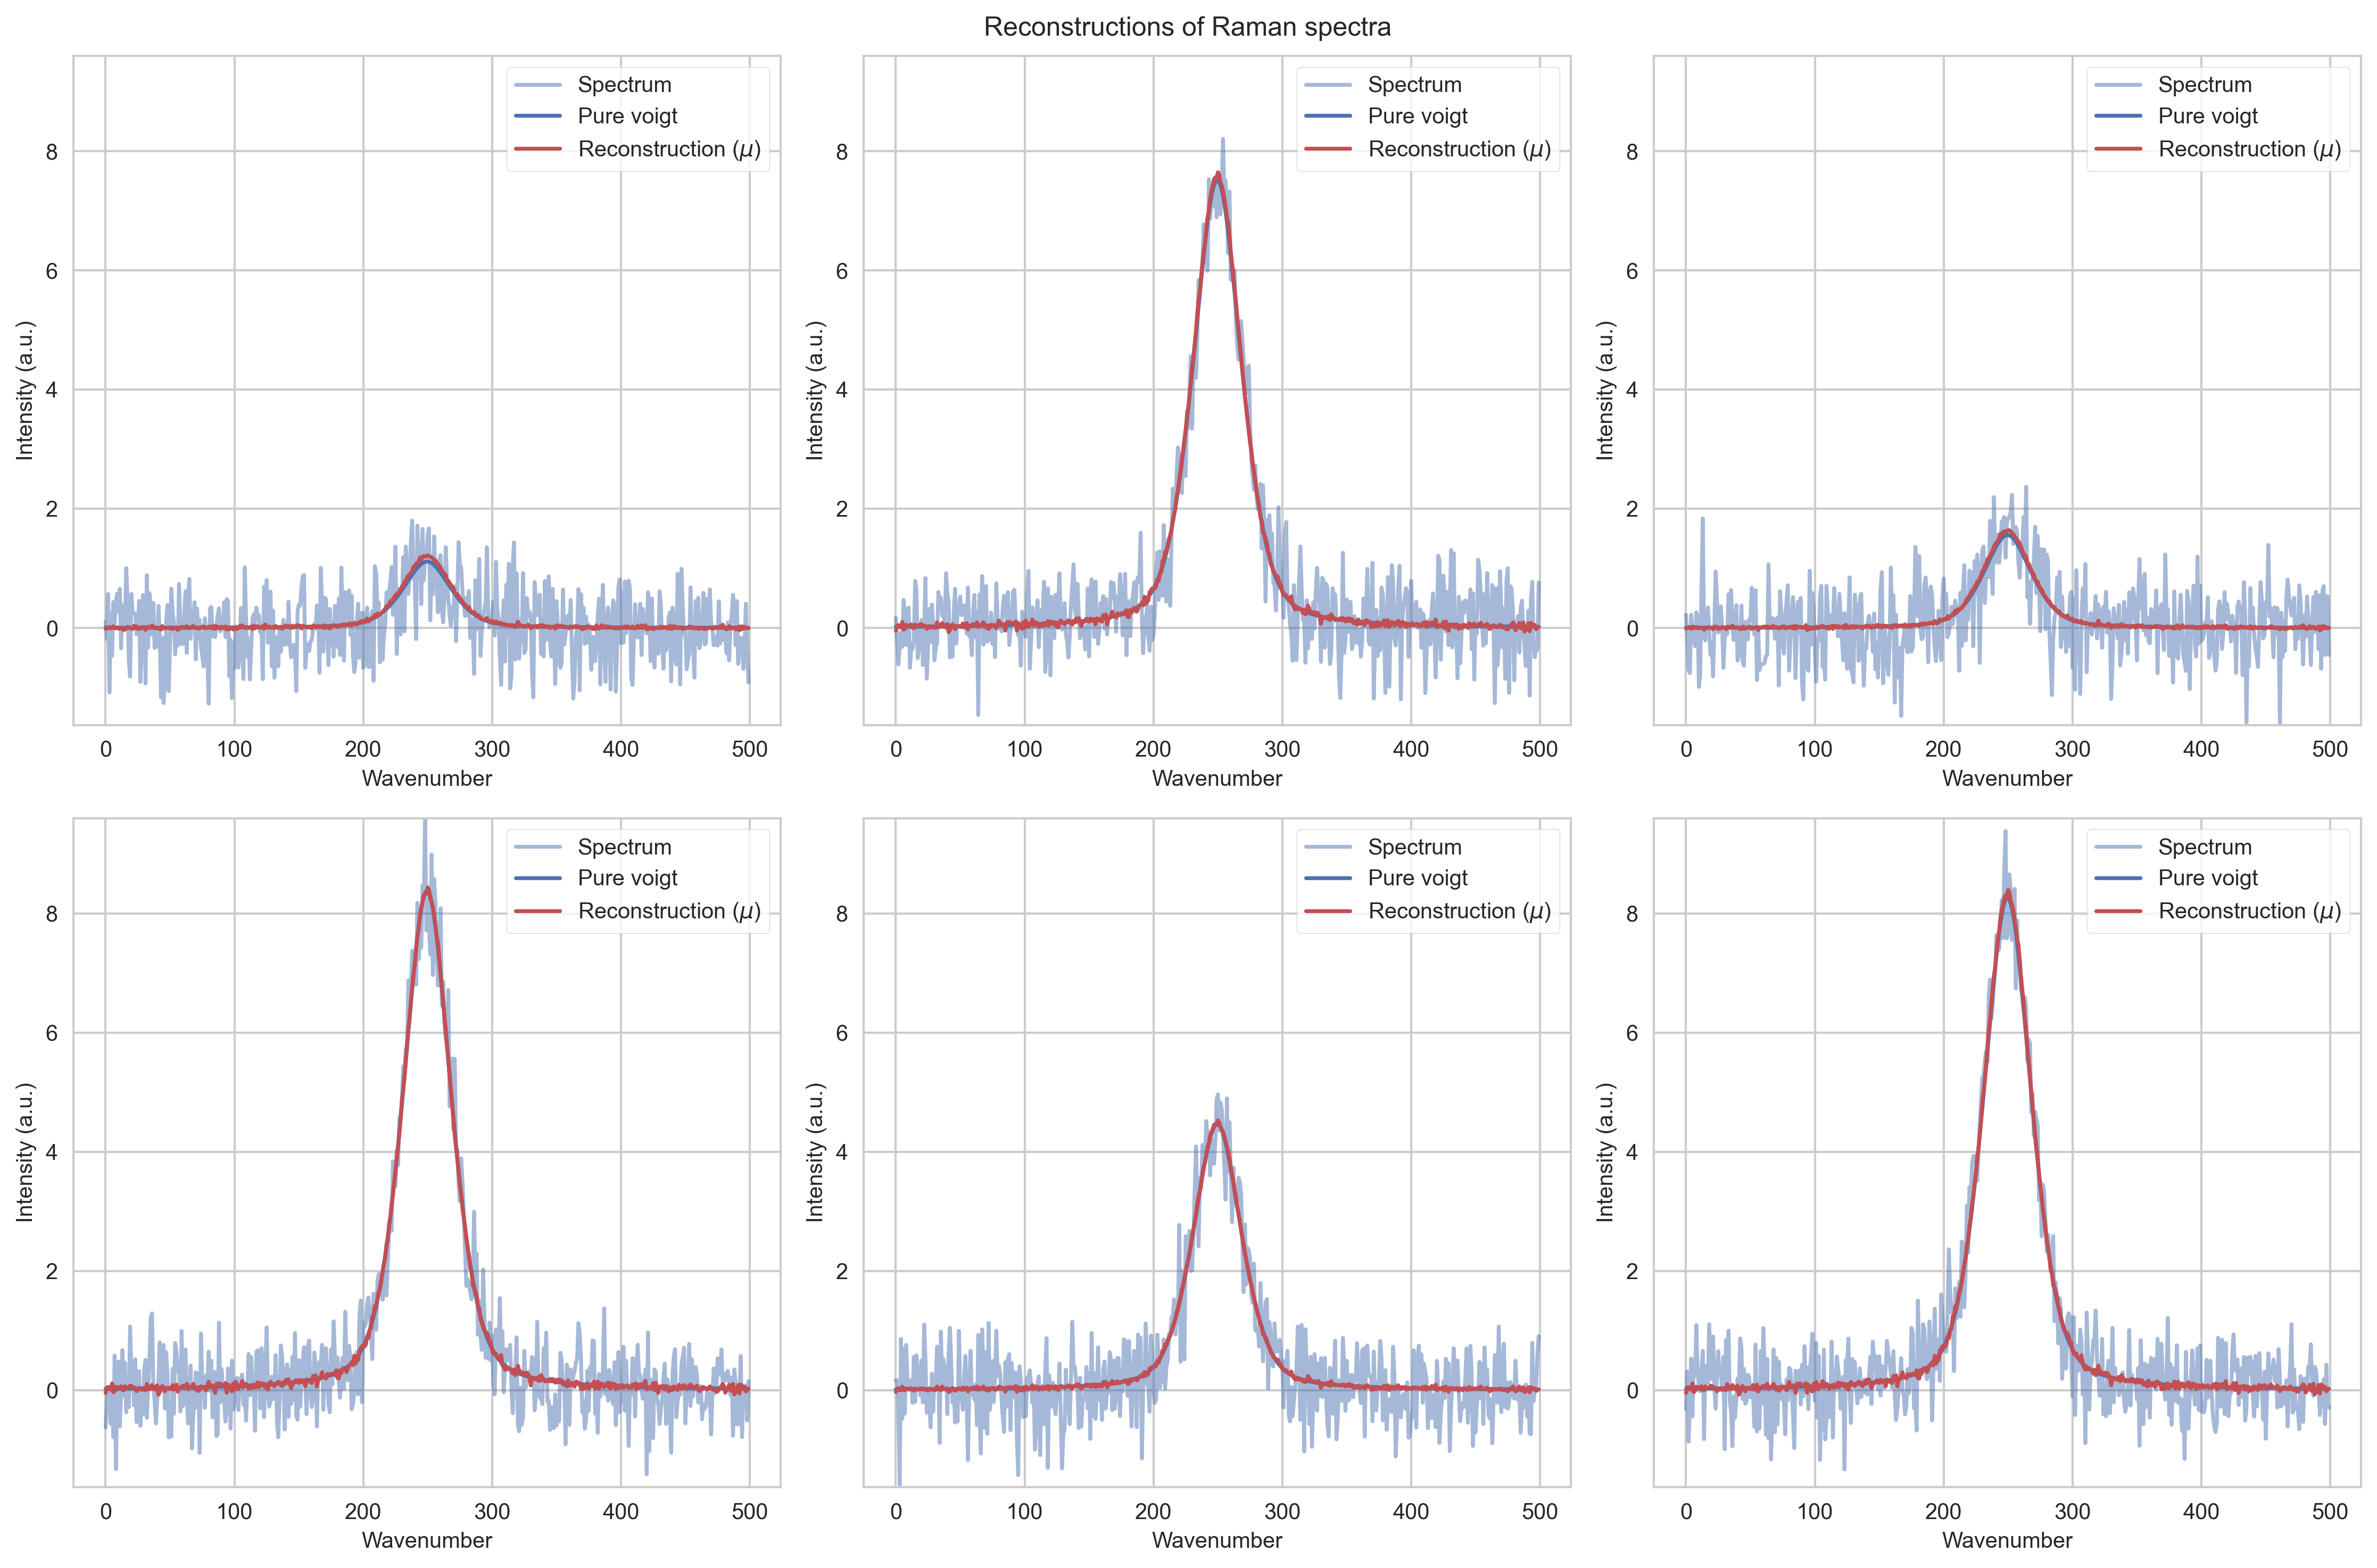 Reconstructions of Raman spectra
Spectrum
Pure voigt
Reconstruction (μ)
8
6
4
2
0
Intensity (a.u.)
0 100 200 300 400 500
Wavenumber
Spectrum
Pure voigt
Reconstruction (μ)
8
6
4
2
0
Intensity (a.u.)
0 100 200 300 400 500
Wavenumber
Spectrum
Pure voigt
Reconstruction (μ)
8
6
4
2
0
Intensity (a.u.)
0 100 200 300 400 500
Wavenumber
Spectrum
Pure voigt
Reconstruction (μ)
8
6
4
2
0
Intensity (a.u.)
0 100 200 300 400 500
Wavenumber
Spectrum
Pure voigt
Reconstruction (μ)
8
6
4
2
0
Intensity (a.u.)
0 100 200 300 400 500
Wavenumber
Spectrum
Pure voigt
Reconstruction (μ)
8
6
4
2
0
Intensity (a.u.)
0 100 200 300 400 500
Wavenumber